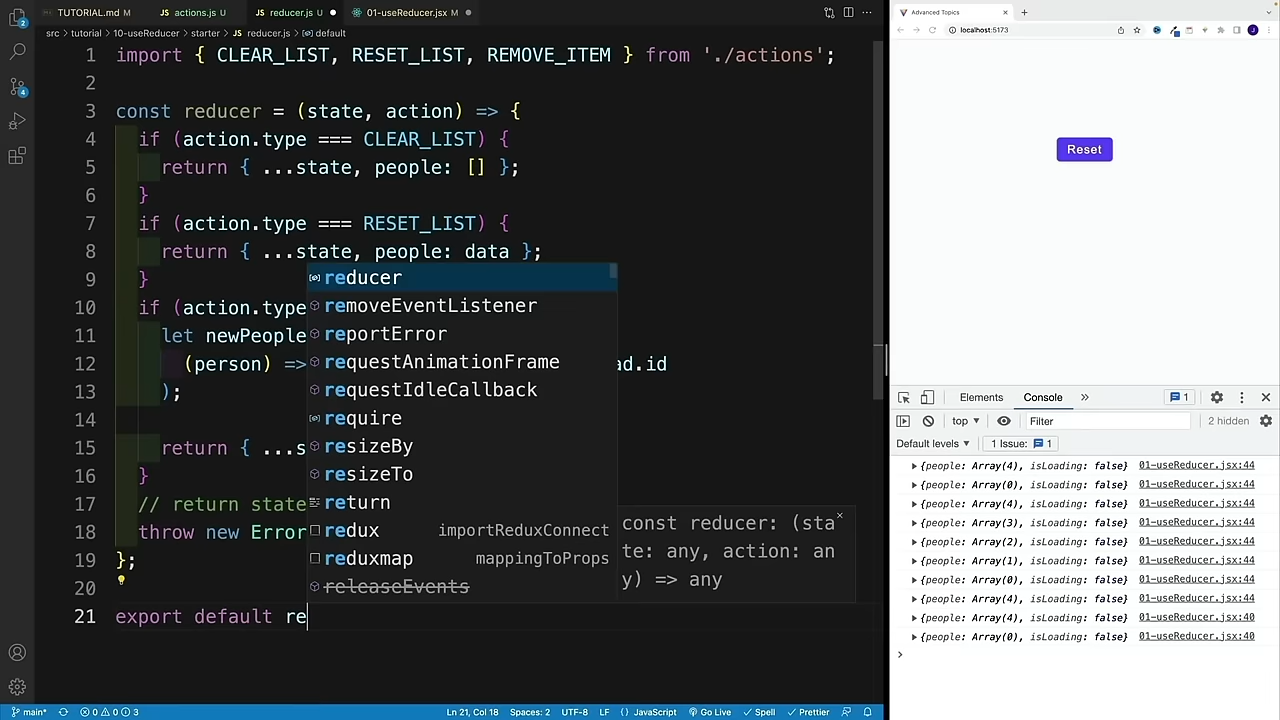 TUTORIAL.md M
actions.js U
reducer.js U
01-useReducer.jsx M
src > tutorial > 10-useReducer > starter > reducer.js > default
1 import { CLEAR_LIST, RESET_LIST, REMOVE_ITEM } from './actions';
2
3 const reducer = (state, action) => {
4 if (action.type === CLEAR_LIST) {
5 return { ...state, people: [] };
6 }
7 if (action.type === RESET_LIST) {
8 return { ...state, people: data };
9 }
10 if (action.type
11 let newPeople
12 (person) => ad.id
13 );
14
15 return { ...s
16 }
17 // return state
18 throw new Error
19 };
20
21 export default re
reducer
removeEventListener
reportError
requestAnimationFrame
requestIdleCallback
require
resizeBy
resizeTo
return
redux importReduxConnect
reduxmap mappingToProps
releaseEvents
const reducer: (sta
te: any, action: an
y) => any
main*
0 0 3
Ln 21, Col 18
Spaces: 2
UTF-8
LF
JavaScript
Go Live
Spell
Prettier
Advanced Topics
localhost:5173
Reset
Elements
Console
1
top
Filter
2 hidden
Default levels
1 Issue: 1
{people: Array(4), isLoading: false} 01-useReducer.jsx:44
{people: Array(0), isLoading: false} 01-useReducer.jsx:44
{people: Array(4), isLoading: false} 01-useReducer.jsx:44
{people: Array(3), isLoading: false} 01-useReducer.jsx:44
{people: Array(2), isLoading: false} 01-useReducer.jsx:44
{people: Array(1), isLoading: false} 01-useReducer.jsx:44
{people: Array(0), isLoading: false} 01-useReducer.jsx:44
{people: Array(4), isLoading: false} 01-useReducer.jsx:44
{people: Array(4), isLoading: false} 01-useReducer.jsx:40
{people: Array(0), isLoading: false} 01-useReducer.jsx:40